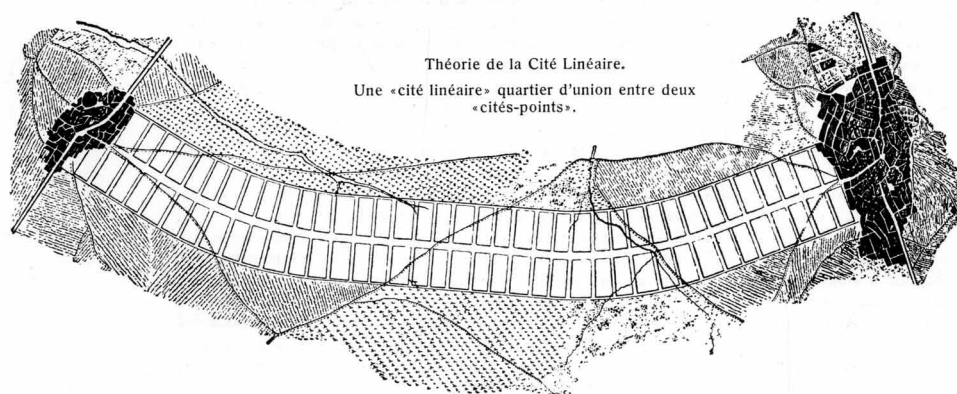 Théorie de la Cité Linéaire.
Une «cité linéaire» quartier d'union entre deux
«cités-points».